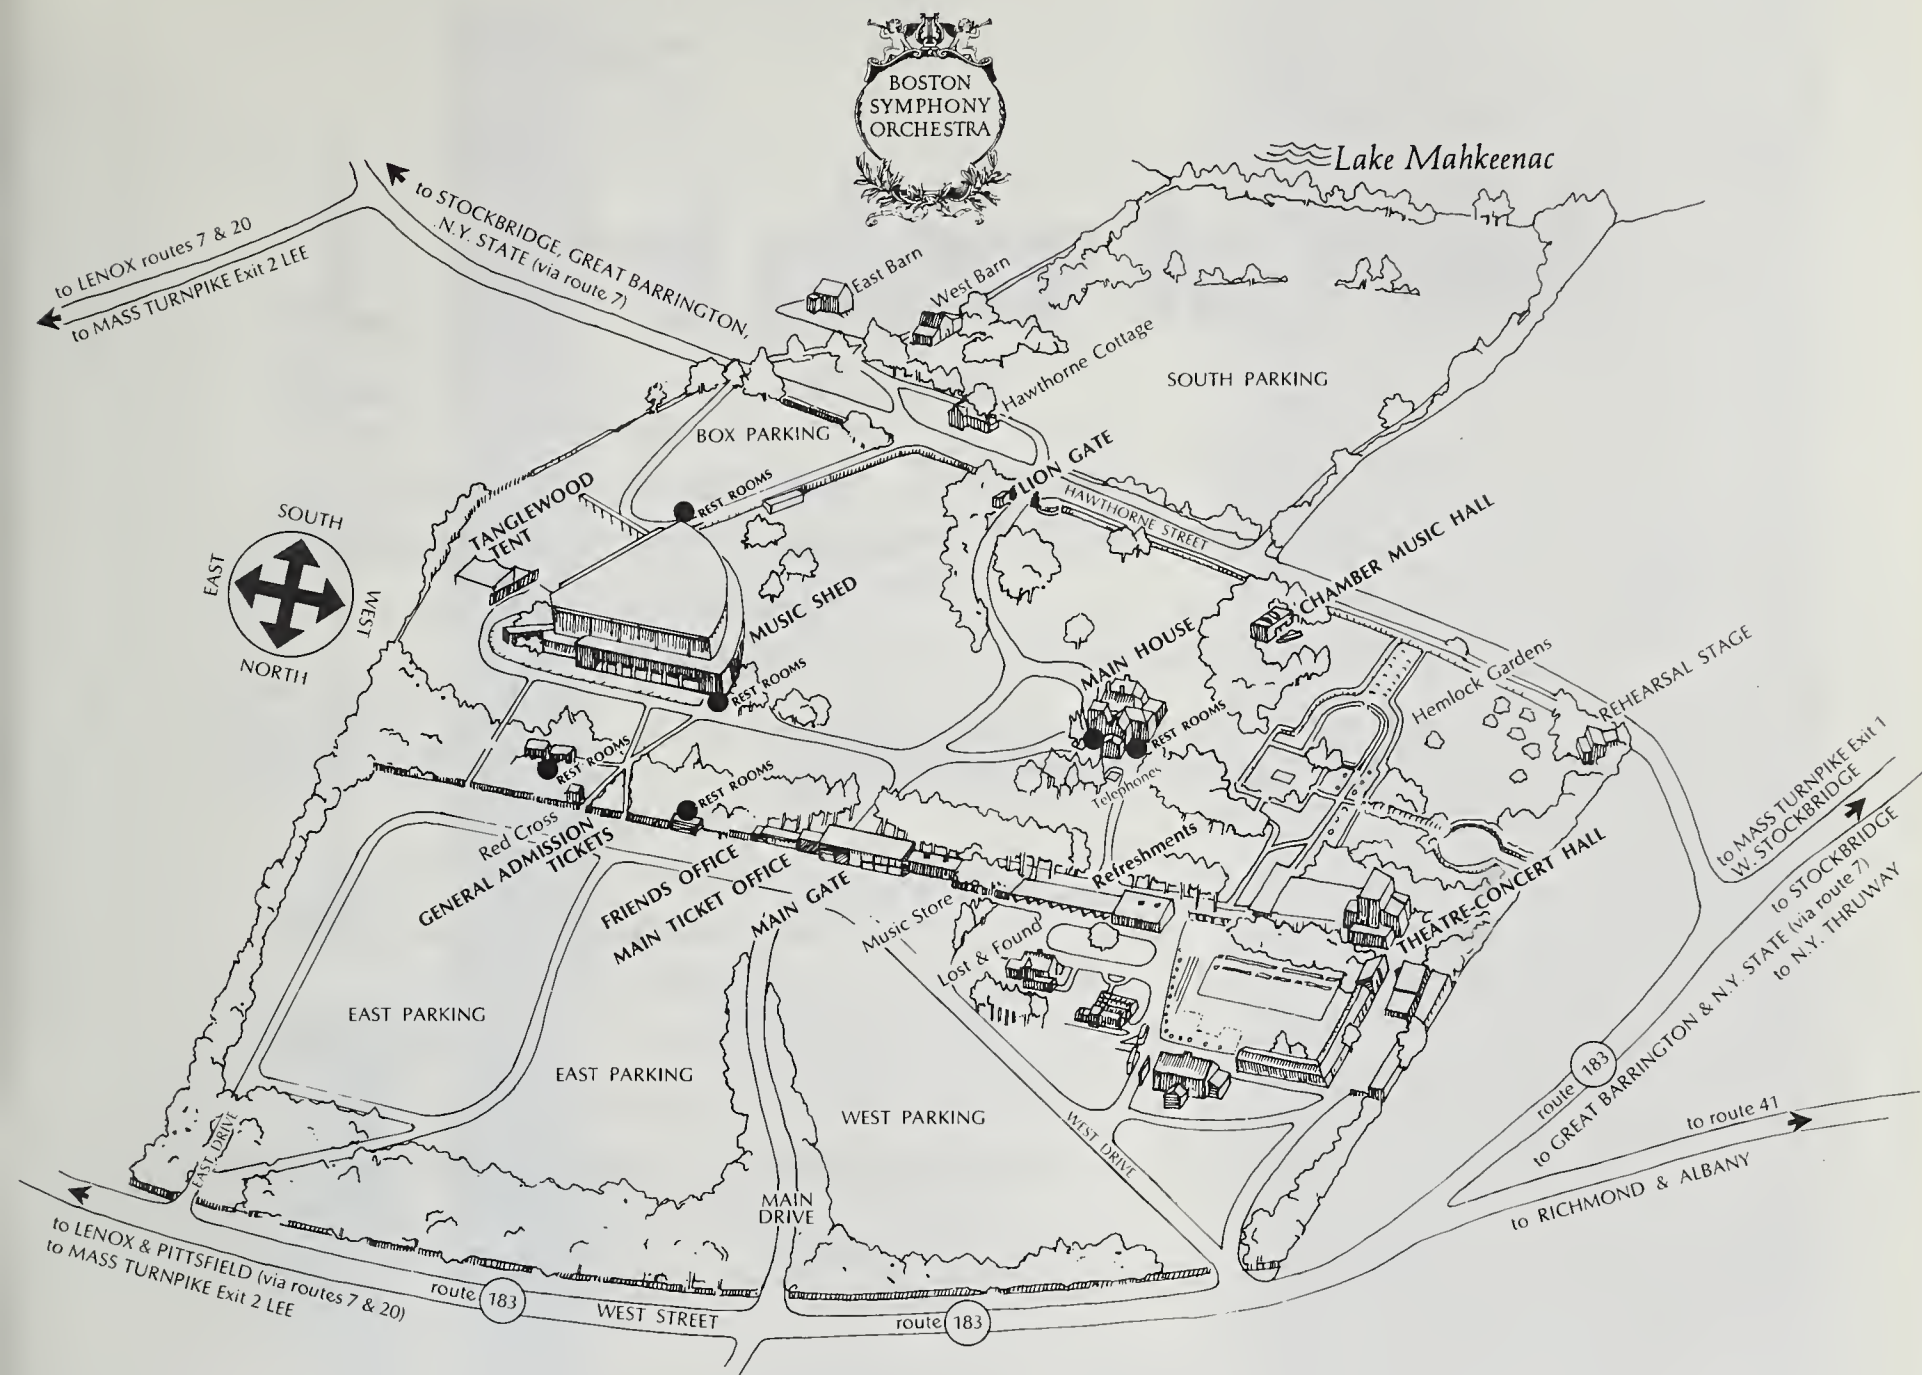 BOSTON
SYMPHONY
ORCHESTRA
Lake Mahkeenac
to LENOX routes 7 & 20
to MASS TURNPIKE Exit 2 LEE
to STOCKBRIDGE, GREAT BARRINGTON,
N.Y. STATE (via route 7)
East Barn
West Barn
Hawthorne Cottage
SOUTH PARKING
BOX PARKING
LION GATE
HAWTHORNE STREET
REST ROOMS
TANGLEWOOD
TENT
SOUTH
EAST
WEST
NORTH
MUSIC SHED
CHAMBER MUSIC HALL
MAIN HOUSE
Hemlock Gardens
REHEARSAL STAGE
REST ROOMS
REST ROOMS
Telephones
REST ROOMS
REST ROOMS
Red Cross
GENERAL ADMISSION
TICKETS
FRIENDS OFFICE
MAIN TICKET OFFICE
MAIN GATE
Music Store
Refreshments
Lost & Found
THEATRE-CONCERT HALL
to MASS TURNPIKE Exit 1
W. STOCKBRIDGE
to STOCKBRIDGE
(via route 7)
to GREAT BARRINGTON & N.Y. STATE
to N.Y. THRUWAY
EAST PARKING
EAST PARKING
WEST PARKING
EAST DRIVE
MAIN
DRIVE
WEST DRIVE
route 183
to route 41
to RICHMOND & ALBANY
to LENOX & PITTSFIELD (via routes 7 & 20)
to MASS TURNPIKE Exit 2 LEE
route 183
WEST STREET
route 183